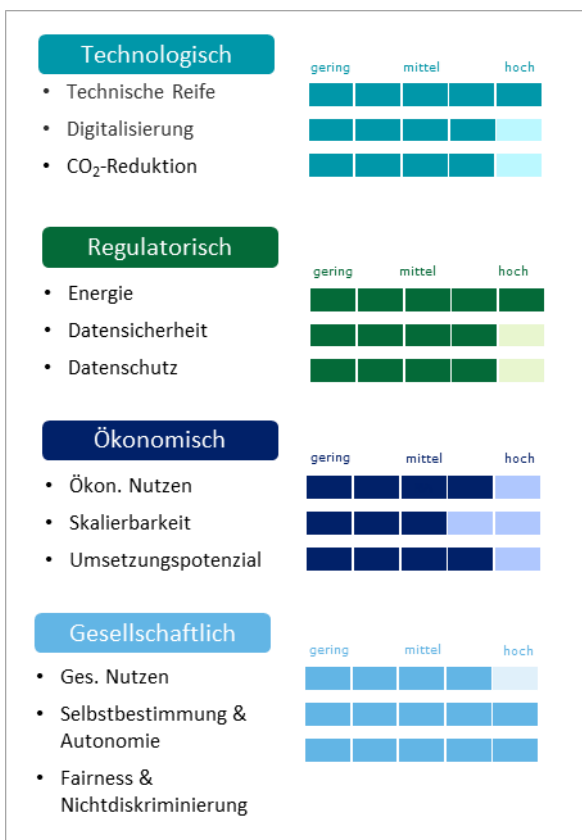 Technologisch
gering mittel hoch
• Technische Reife
• Digitalisierung
• CO₂-Reduktion
Regulatorisch
gering mittel hoch
• Energie
• Datensicherheit
• Datenschutz
Ökonomisch
gering mittel hoch
• Ökon. Nutzen
• Skalierbarkeit
• Umsetzungspotenzial
Gesellschaftlich
gering mittel hoch
• Ges. Nutzen
• Selbstbestimmung &
Autonomie
• Fairness &
Nichtdiskriminierung